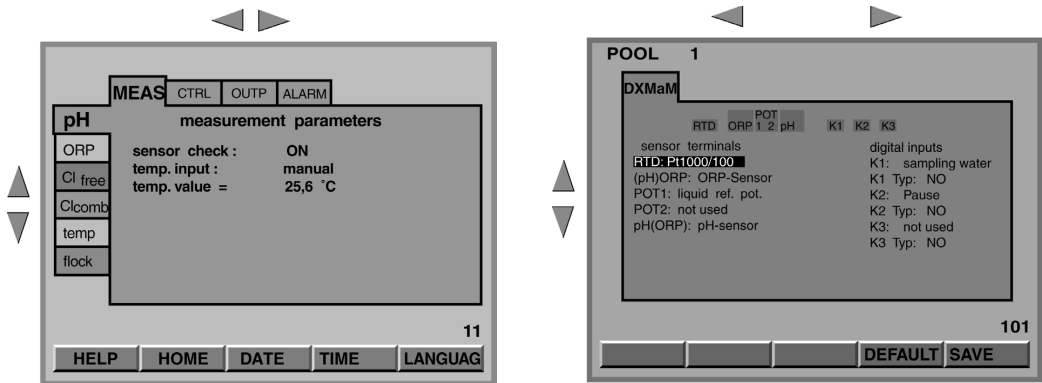 MEAS CTRL OUTP ALARM
pH measurement parameters
ORP
Cl free
Clcomb
temp
flock
sensor check : ON
temp. input : manual
temp. value = 25,6 °C
11
HELP HOME DATE TIME LANGUAG
POOL 1
DXMaM
POT
RTD ORP 1 2 pH K1 K2 K3
sensor terminals
RTD: Pt1000/100
(pH)ORP: ORP-Sensor
POT1: liquid ref. pot.
POT2: not used
pH(ORP): pH-sensor
digital inputs
K1: sampling water
K1 Typ: NO
K2: Pause
K2 Typ: NO
K3: not used
K3 Typ: NO
101
DEFAULT SAVE